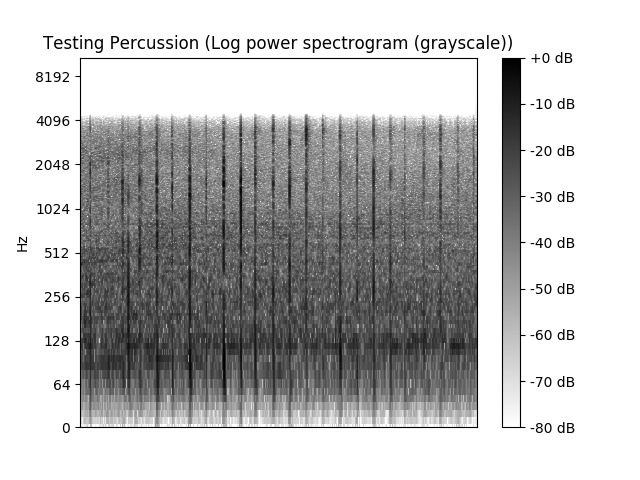 Testing Percussion (Log power spectrogram (grayscale))
Hz
8192
4096
2048
1024
512
256
128
64
0
+0 dB
-10 dB
-20 dB
-30 dB
-40 dB
-50 dB
-60 dB
-70 dB
-80 dB